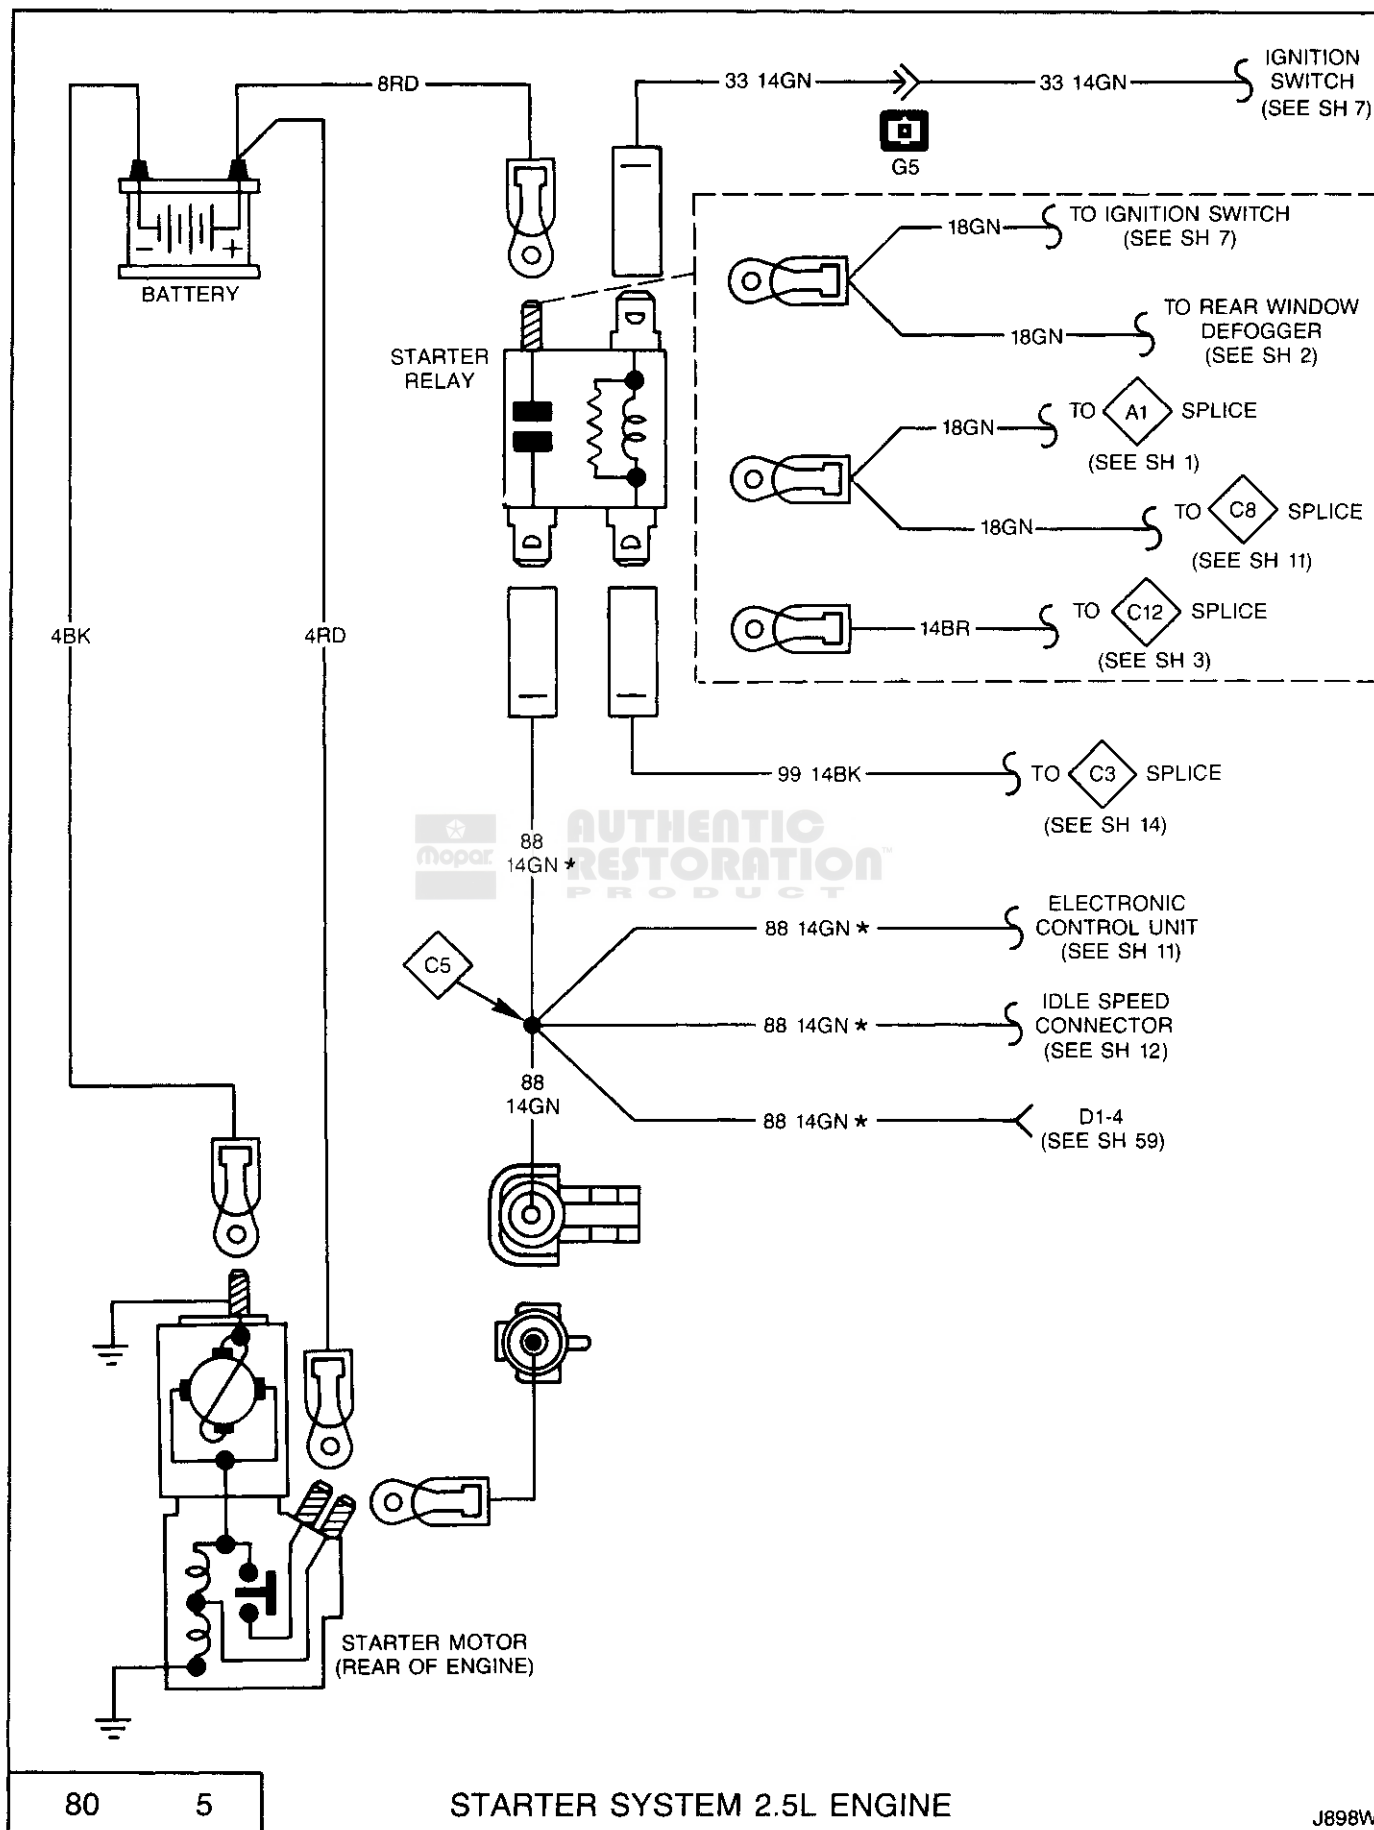 8RD
33 14GN
33 14GN
IGNITION
SWITCH
(SEE SH 7)
G5
- +
BATTERY
18GN
TO IGNITION SWITCH
(SEE SH 7)
18GN
TO REAR WINDOW
DEFOGGER
(SEE SH 2)
STARTER
RELAY
18GN
TO A1 SPLICE
(SEE SH 1)
18GN
TO C8 SPLICE
(SEE SH 11)
14BR
TO C12 SPLICE
(SEE SH 3)
4BK
4RD
99 14BK
TO C3 SPLICE
(SEE SH 14)
Mopar
AUTHENTIC
RESTORATION™
PRODUCT
88
14GN *
88 14GN *
ELECTRONIC
CONTROL UNIT
(SEE SH 11)
C5
88 14GN *
IDLE SPEED
CONNECTOR
(SEE SH 12)
88
14GN
88 14GN *
D1-4
(SEE SH 59)
STARTER MOTOR
(REAR OF ENGINE)
80 5
STARTER SYSTEM 2.5L ENGINE
J898W